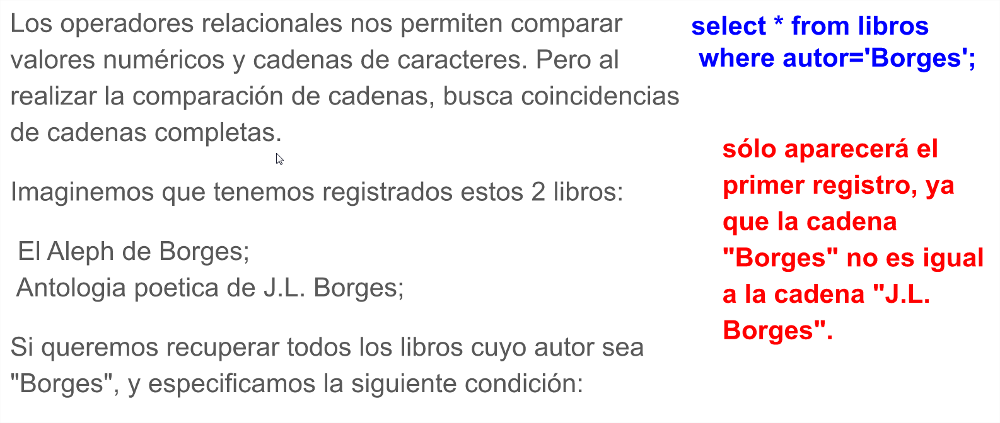 Los operadores relacionales nos permiten comparar
valores numéricos y cadenas de caracteres. Pero al
realizar la comparación de cadenas, busca coincidencias
de cadenas completas.
Imaginemos que tenemos registrados estos 2 libros:
El Aleph de Borges;
Antologia poetica de J.L. Borges;
Si queremos recuperar todos los libros cuyo autor sea
"Borges", y especificamos la siguiente condición:
select * from libros
where autor='Borges';
sólo aparecerá el
primer registro, ya
que la cadena
"Borges" no es igual
a la cadena "J.L.
Borges".